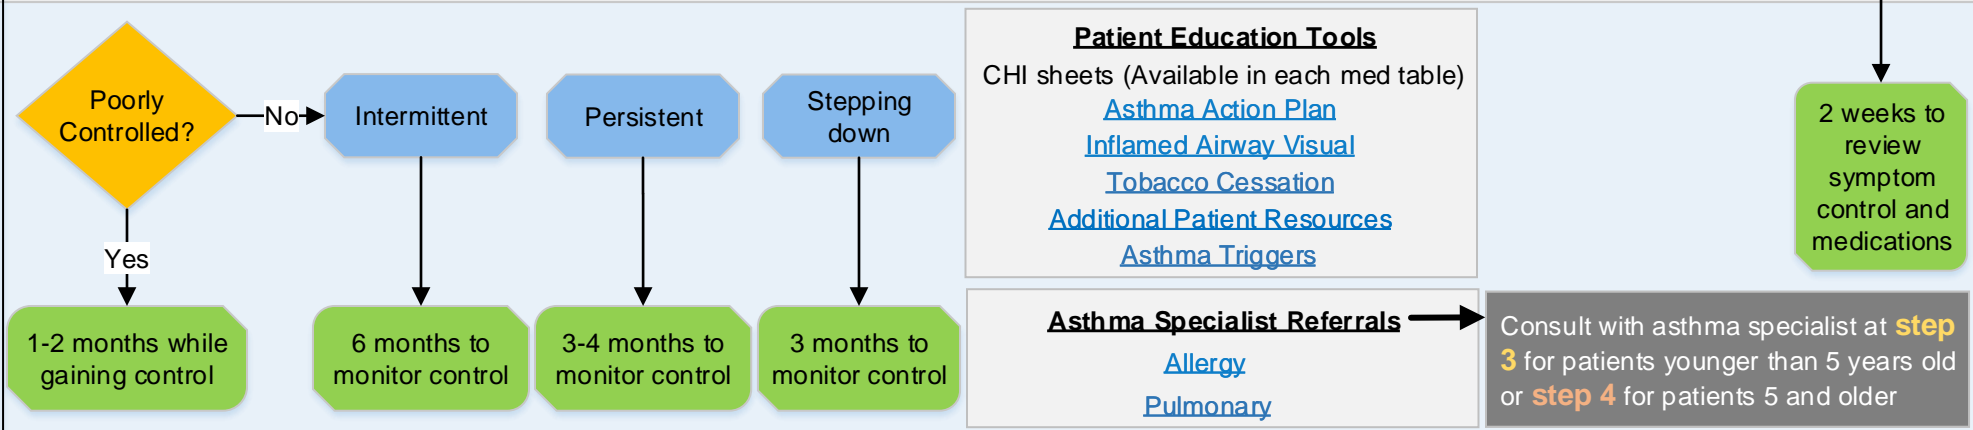 Poorly
Controlled?
No
Intermittent
Persistent
Stepping
down
Yes
1-2 months while
gaining control
6 months to
monitor control
3-4 months to
monitor control
3 months to
monitor control
Patient Education Tools
CHI sheets (Available in each med table)
Asthma Action Plan
Inflamed Airway Visual
Tobacco Cessation
Additional Patient Resources
Asthma Triggers
Asthma Specialist Referrals
Allergy
Pulmonary
2 weeks to
review
symptom
control and
medications
Consult with asthma specialist at step
3 for patients younger than 5 years old
or step 4 for patients 5 and older